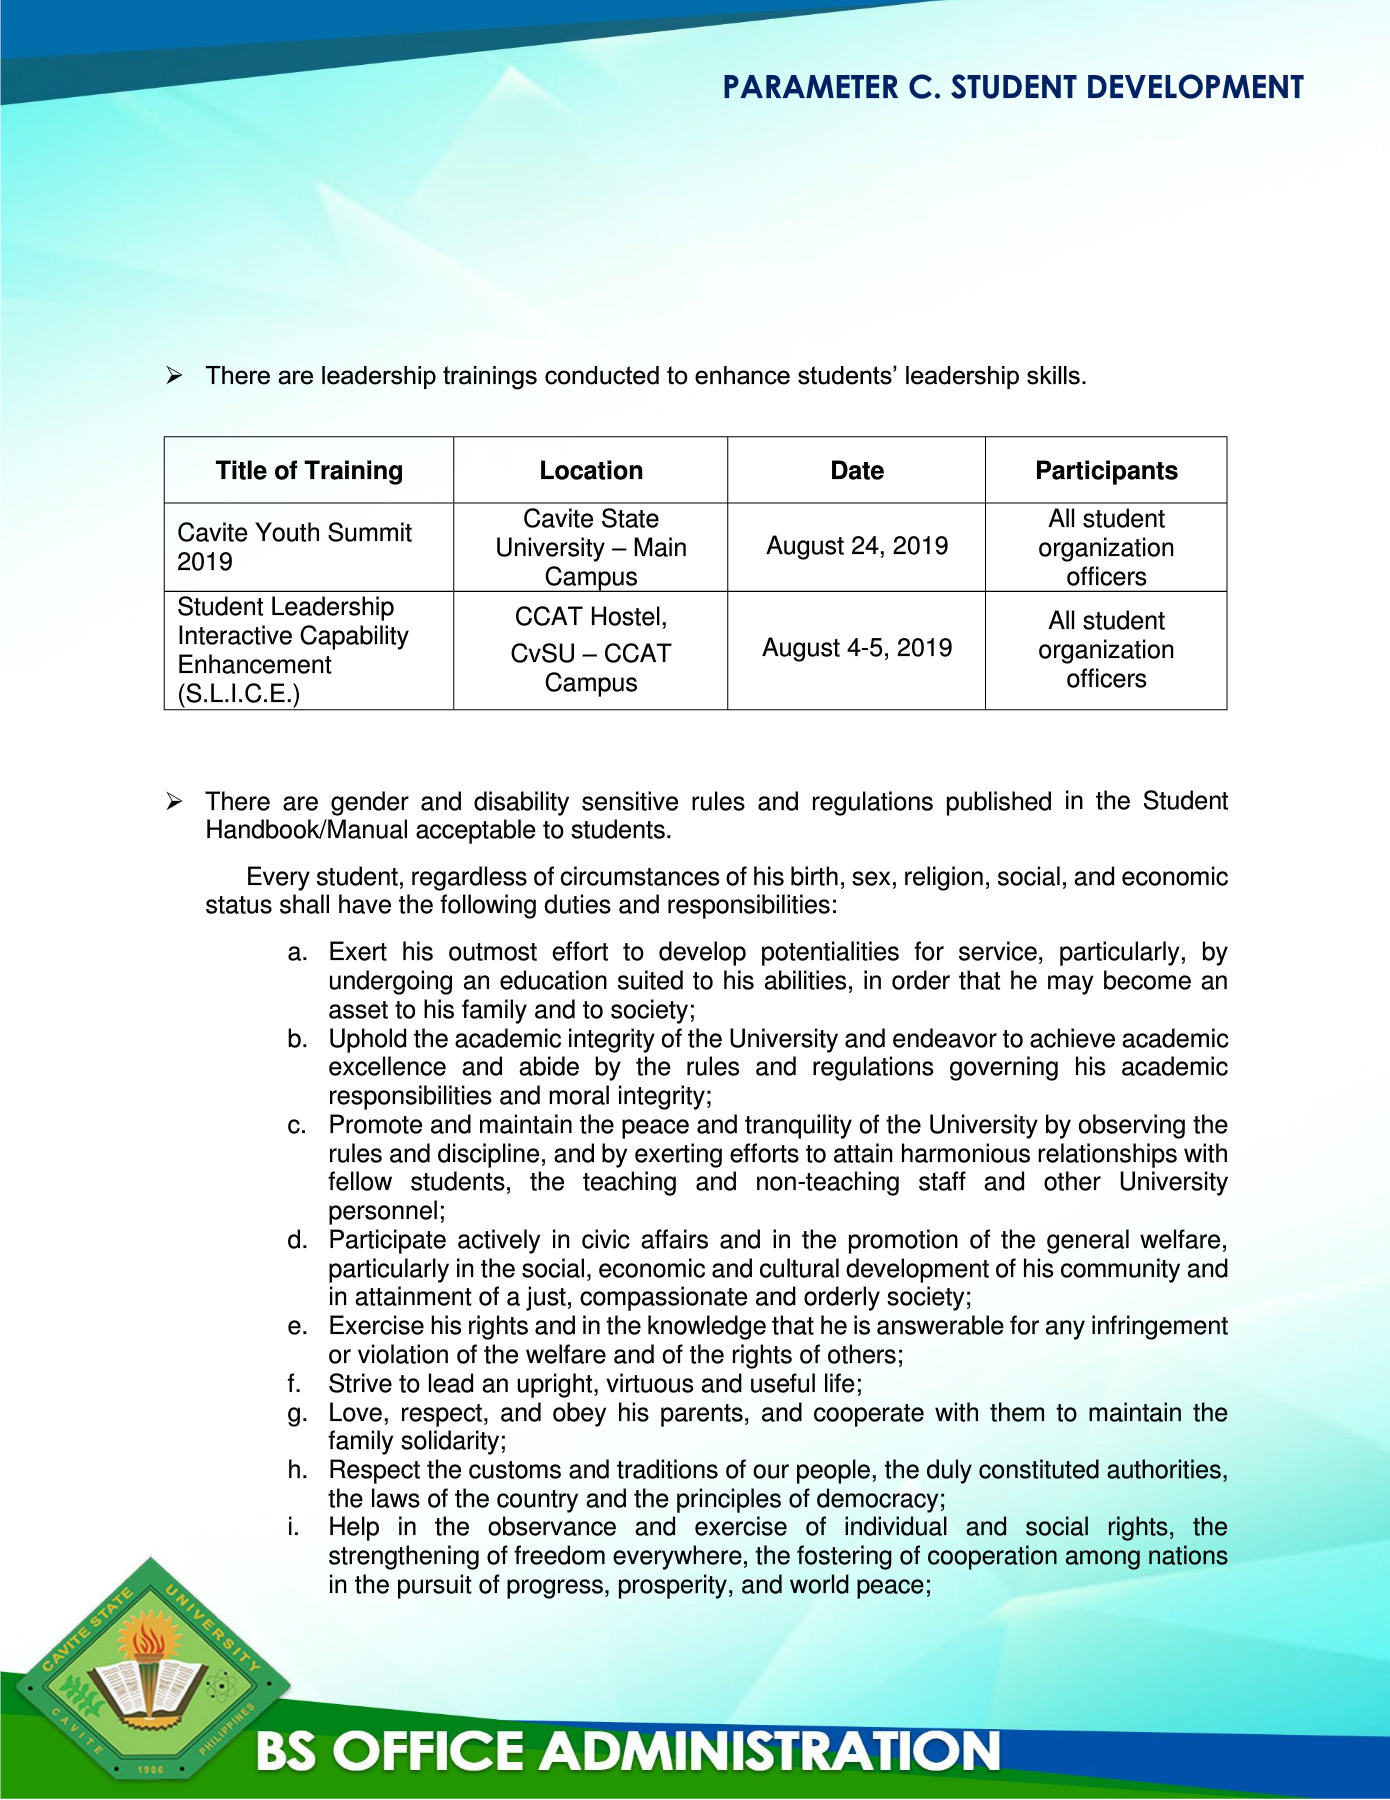 PARAMETER C. STUDENT DEVELOPMENT
➢ There are leadership trainings conducted to enhance students’ leadership skills.
Title of Training Location Date Participants
Cavite Youth Summit
2019
Cavite State
University – Main
Campus
August 24, 2019
All student
organization
officers
Student Leadership
Interactive Capability
Enhancement
(S.L.I.C.E.)
CCAT Hostel,
CvSU – CCAT
Campus
August 4-5, 2019
All student
organization
officers
➢ There are gender and disability sensitive rules and regulations published in the Student
Handbook/Manual acceptable to students.
Every student, regardless of circumstances of his birth, sex, religion, social, and economic
status shall have the following duties and responsibilities:
a. Exert his outmost effort to develop potentialities for service, particularly, by
undergoing an education suited to his abilities, in order that he may become an
asset to his family and to society;
b. Uphold the academic integrity of the University and endeavor to achieve academic
excellence and abide by the rules and regulations governing his academic
responsibilities and moral integrity;
c. Promote and maintain the peace and tranquility of the University by observing the
rules and discipline, and by exerting efforts to attain harmonious relationships with
fellow students, the teaching and non-teaching staff and other University
personnel;
d. Participate actively in civic affairs and in the promotion of the general welfare,
particularly in the social, economic and cultural development of his community and
in attainment of a just, compassionate and orderly society;
e. Exercise his rights and in the knowledge that he is answerable for any infringement
or violation of the welfare and of the rights of others;
f. Strive to lead an upright, virtuous and useful life;
g. Love, respect, and obey his parents, and cooperate with them to maintain the
family solidarity;
h. Respect the customs and traditions of our people, the duly constituted authorities,
the laws of the country and the principles of democracy;
i. Help in the observance and exercise of individual and social rights, the
strengthening of freedom everywhere, the fostering of cooperation among nations
in the pursuit of progress, prosperity, and world peace;
CAVITE STATE UNIVERSITY
CAVITE PHILIPPINES
1906
BS OFFICE ADMINISTRATION